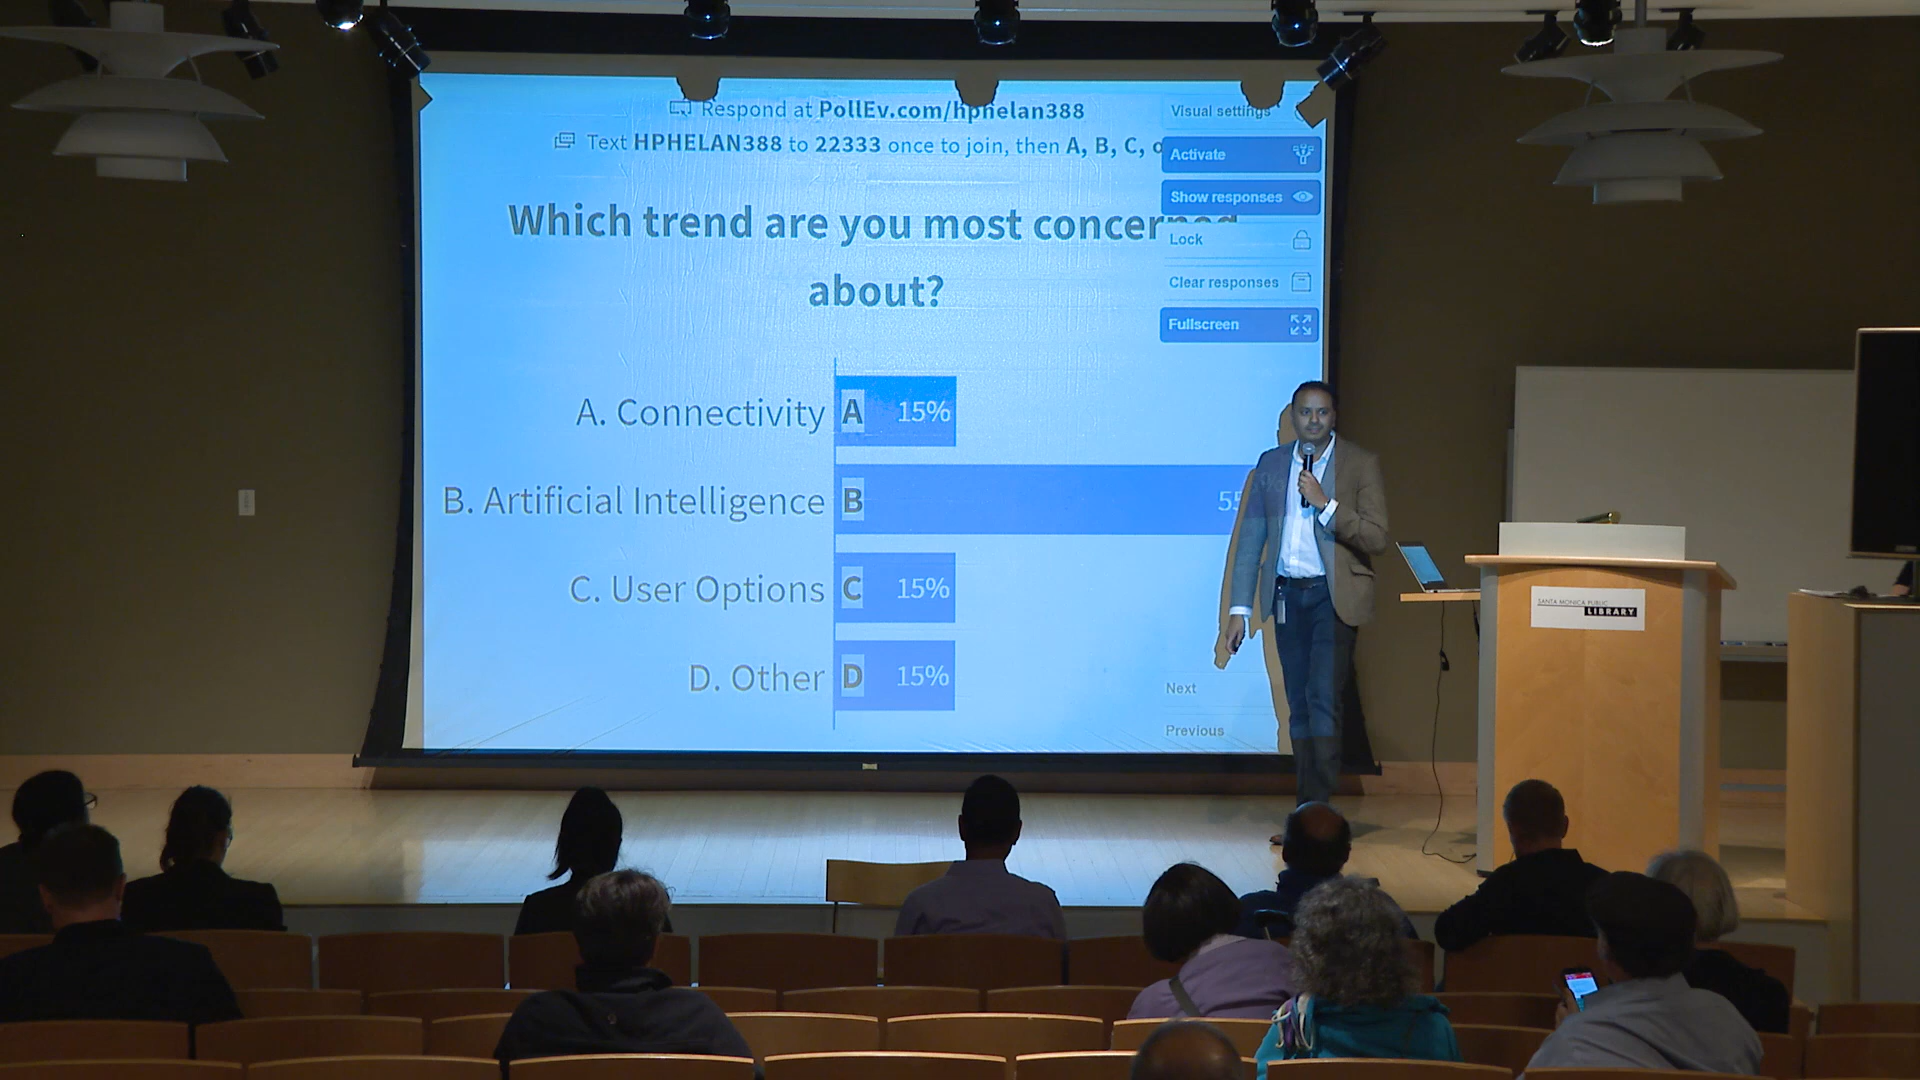 Respond at PollEv.com/hphelan388
Text HPHELAN388 to 22333 once to join, then A, B, C,
Visual settings
Activate
Show responses
Lock
Clear responses
Fullscreen
Which trend are you most concerned
about?
A. Connectivity A 15%
B. Artificial Intelligence B
C. User Options C 15%
D. Other D 15%
Next
Previous
SANTA MONICA PUBLIC
LIBRARY